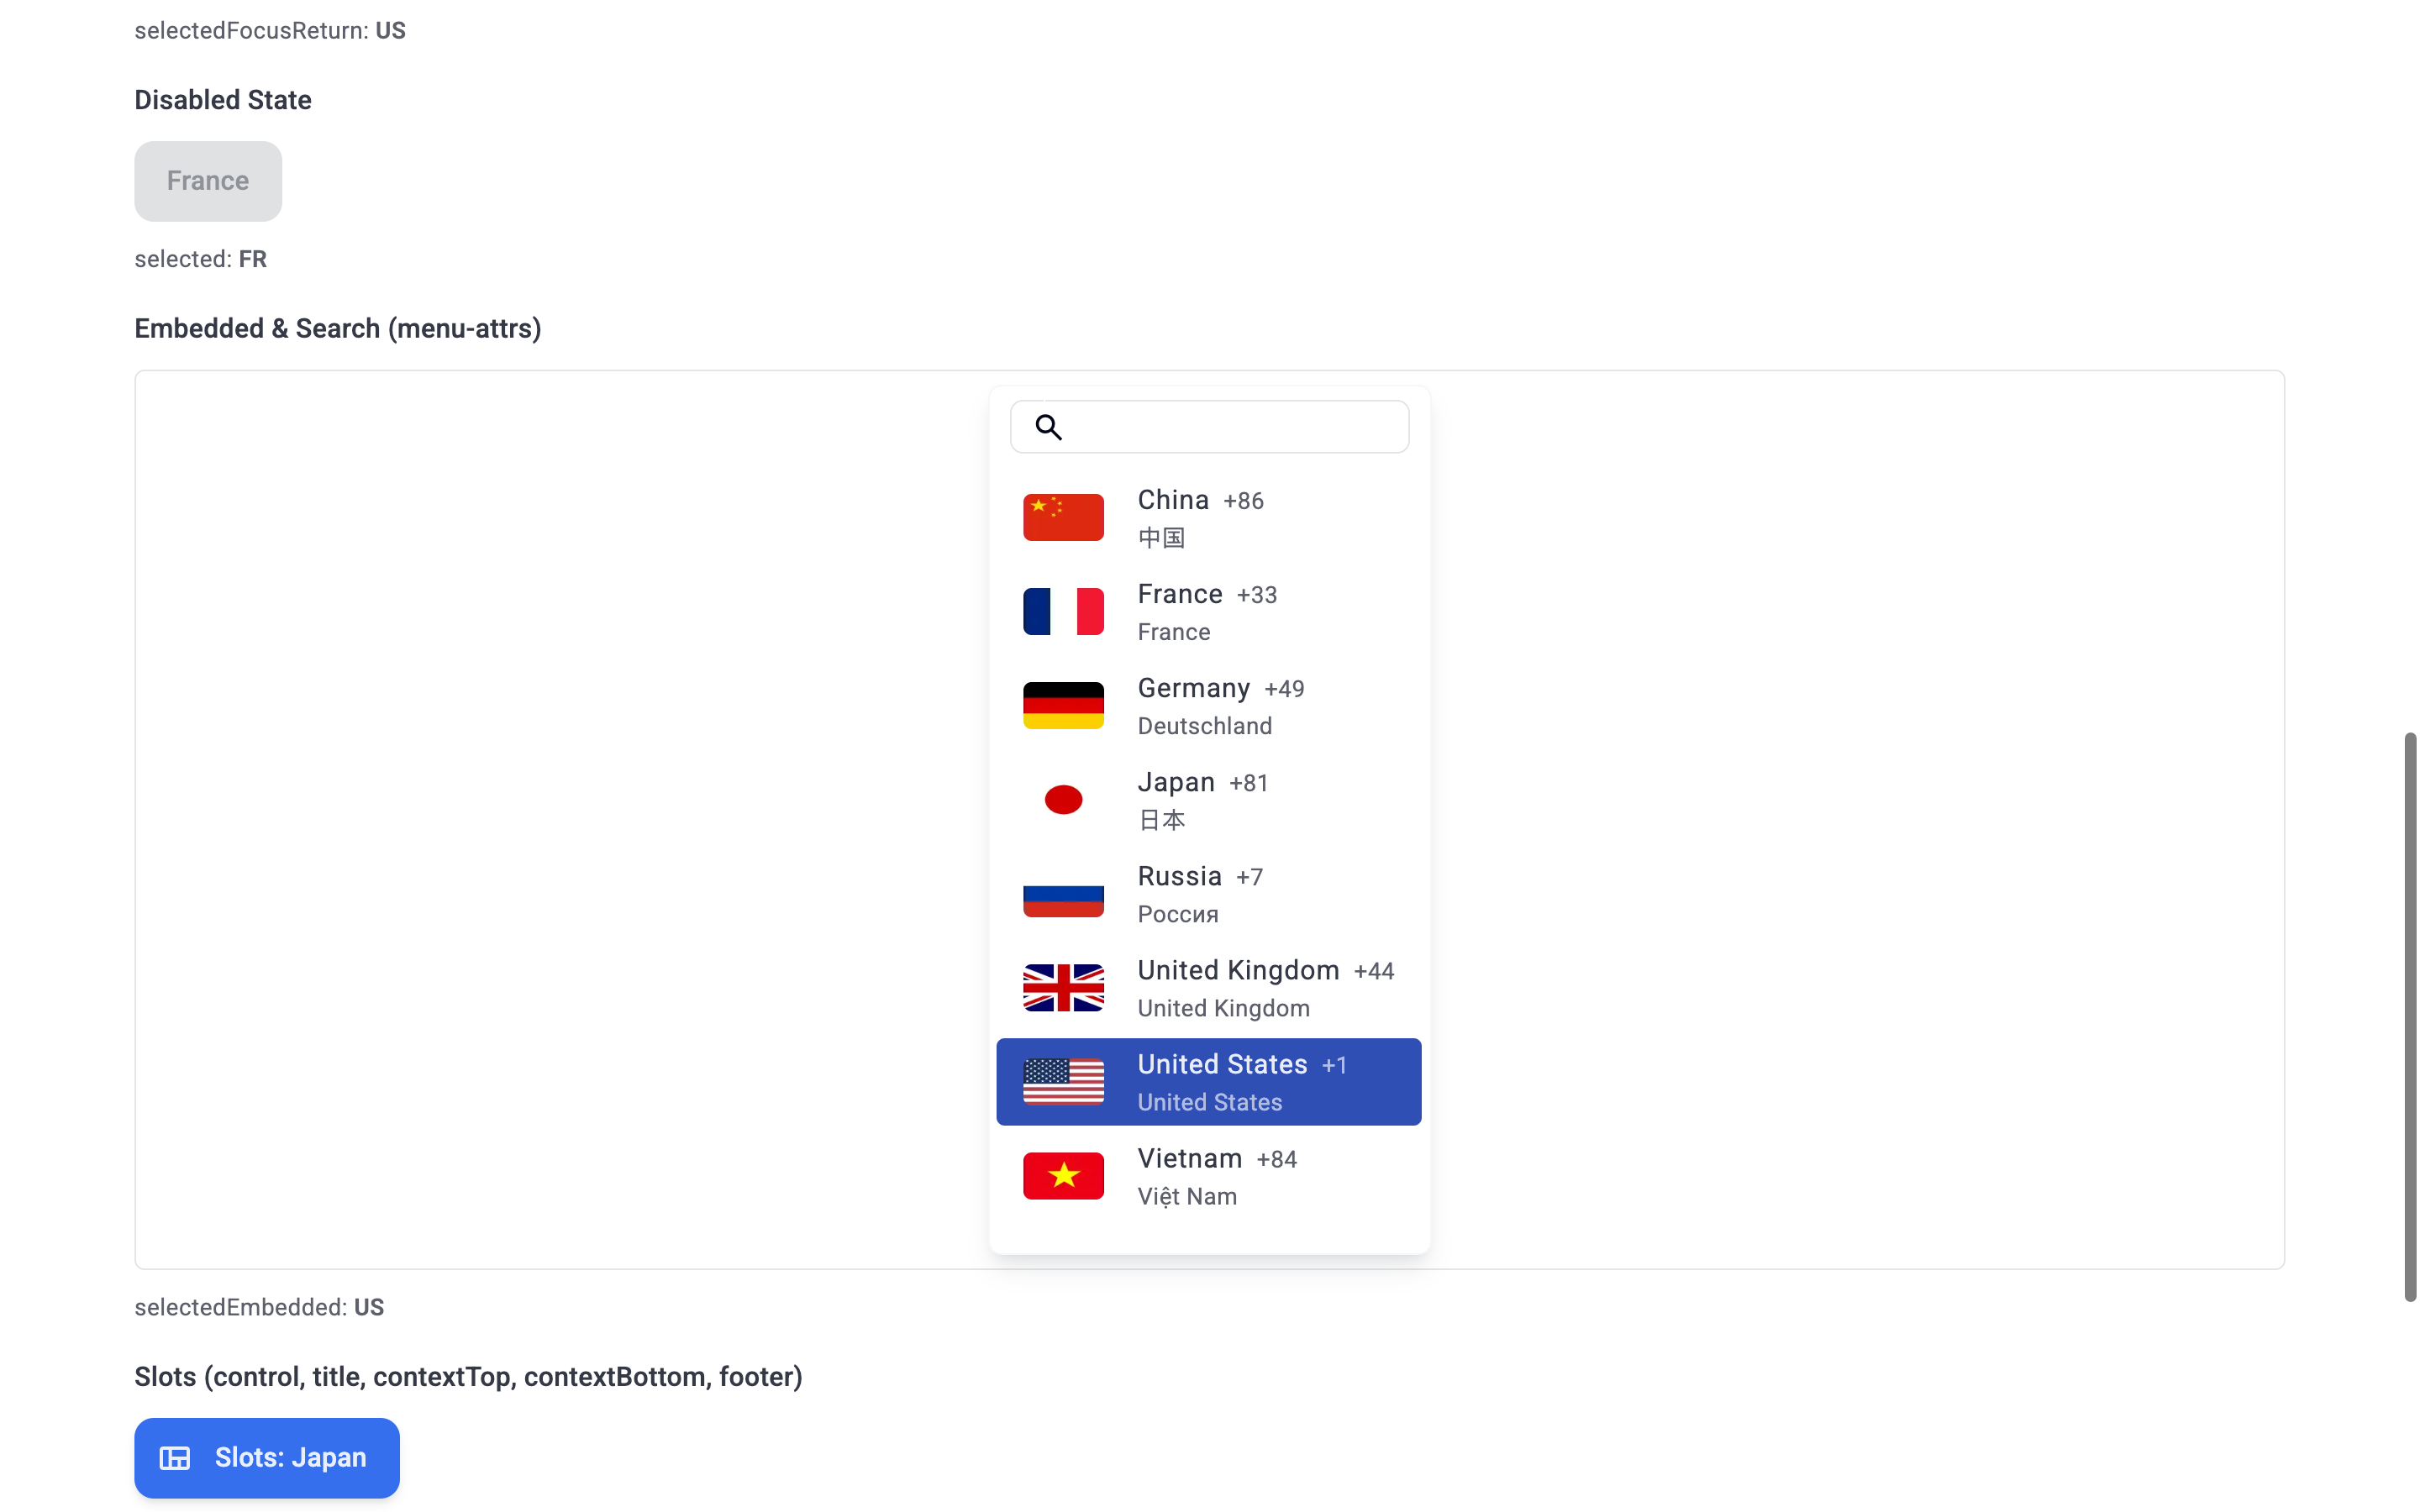 selectedFocusReturn: US
Disabled State
France
selected: FR
Embedded & Search (menu-attrs)
China +86
中国
France +33
France
Germany +49
Deutschland
Japan +81
日本
Russia +7
Россия
United Kingdom +44
United Kingdom
United States +1
United States
Vietnam +84
Việt Nam
selectedEmbedded: US
Slots (control, title, contextTop, contextBottom, footer)
Slots: Japan